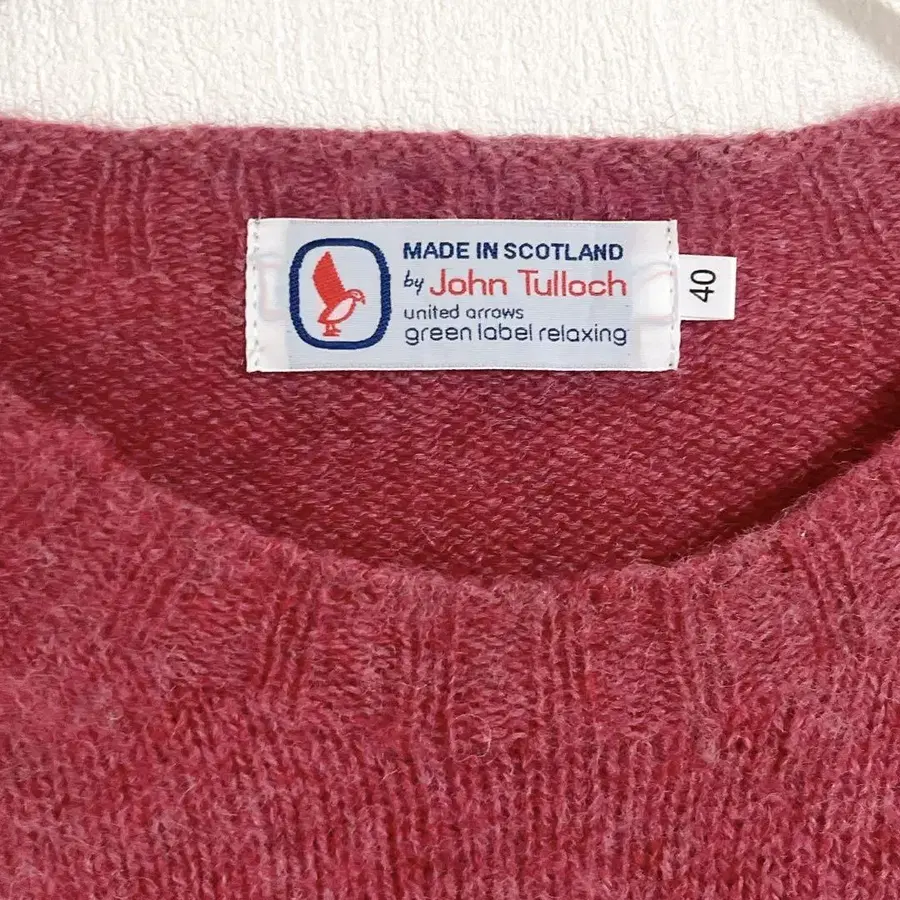 MADE IN SCOTLAND
by John Tulloch
united arrows
green label relaxing
40